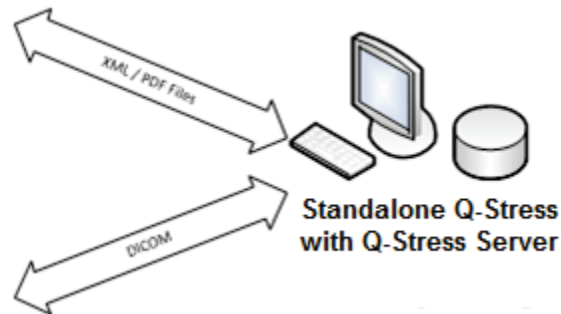 XML / PDF Files
DICOM
Standalone Q-Stress
with Q-Stress Server